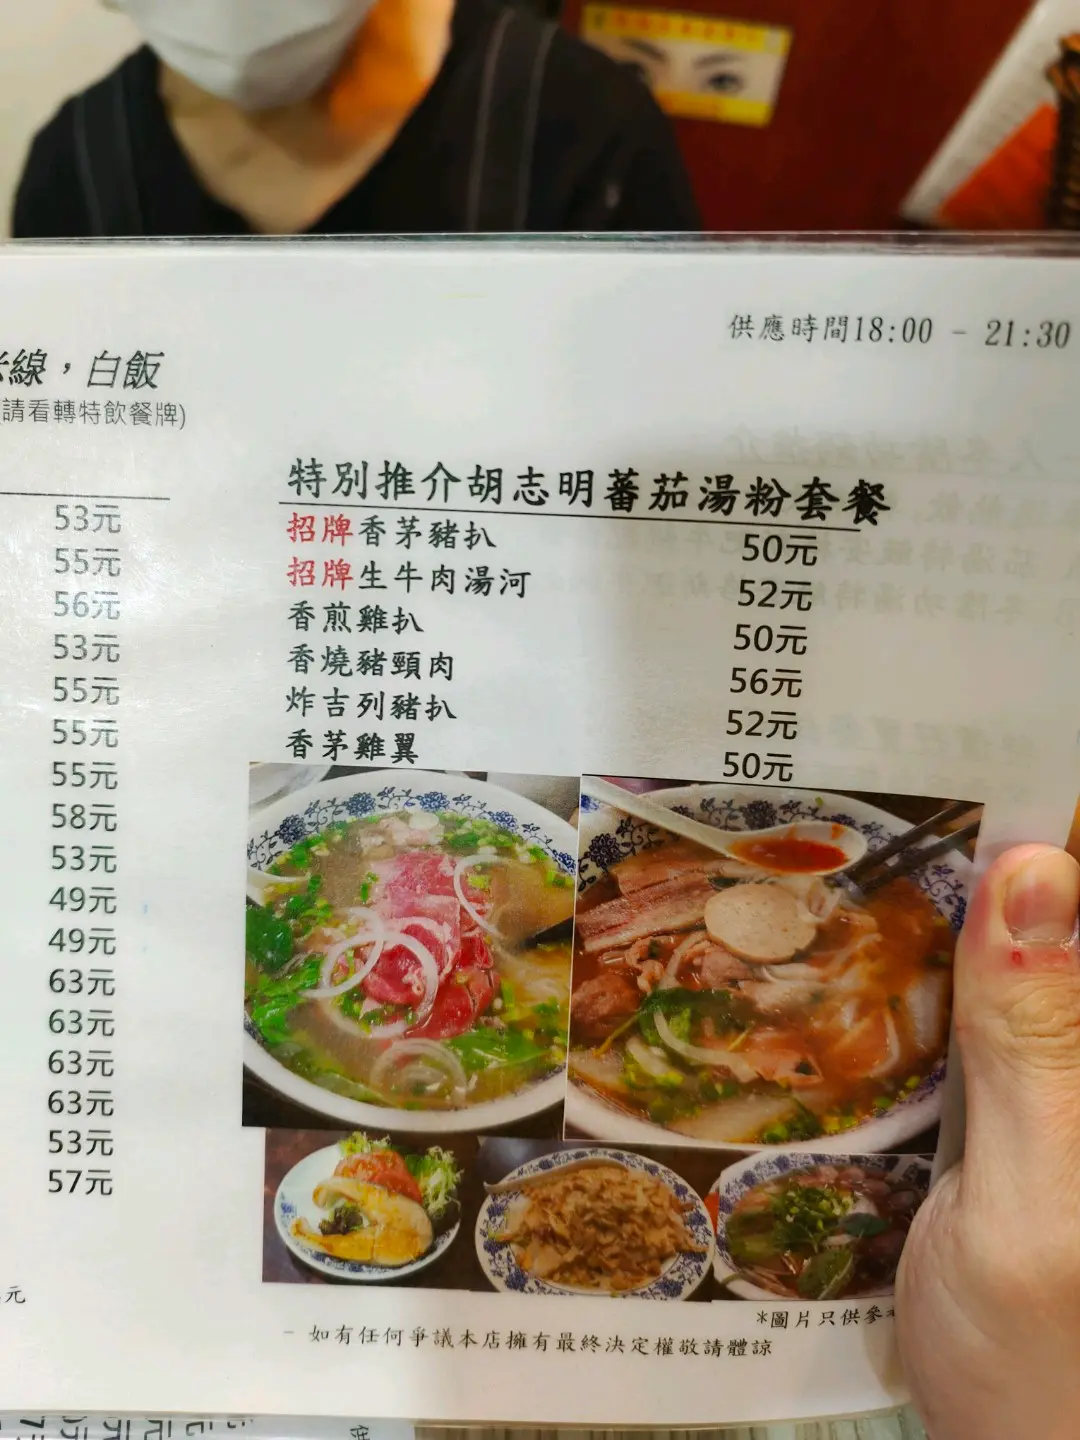 供應時間18:00 - 21:30
線，白飯
(請看轉特飲餐牌)
53元
55元
56元
53元
55元
55元
55元
58元
53元
49元
49元
63元
63元
63元
63元
53元
57元
元
特別推介胡志明蕃茄湯粉套餐
招牌香茅豬扒 50元
招牌生牛肉湯河 52元
香煎雞扒 50元
香燒豬頸肉 56元
炸吉列豬扒 52元
香茅雞翼 50元
*圖片只供參
- 如有任何爭議本店擁有最終決定權敬請體諒